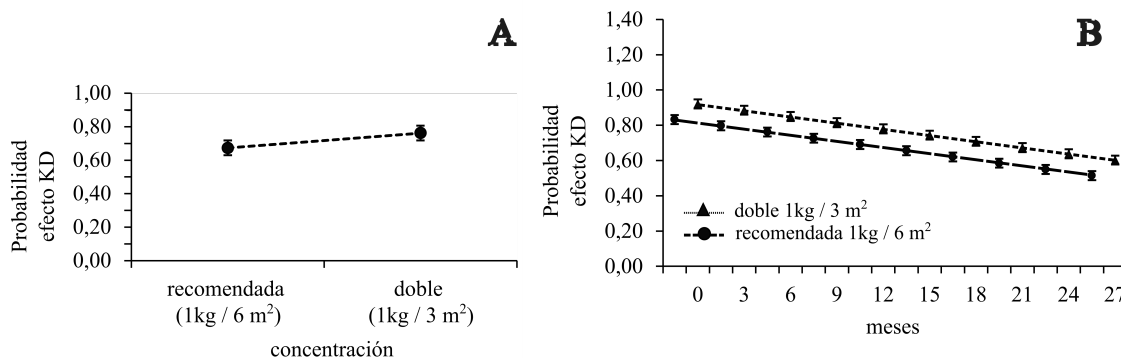 A
1,00
0,80
0,60
0,40
0,20
0,00
Probabilidad
efecto KD
recomendada
(1kg / 6 m²)
doble
(1kg / 3 m²)
concentración
B
1,40
1,20
1,00
0,80
0,60
0,40
0,20
0,00
Probabilidad
efecto KD
doble 1kg / 3 m²
recomendada 1kg / 6 m²
0 3 6 9 12 15 18 21 24 27
meses